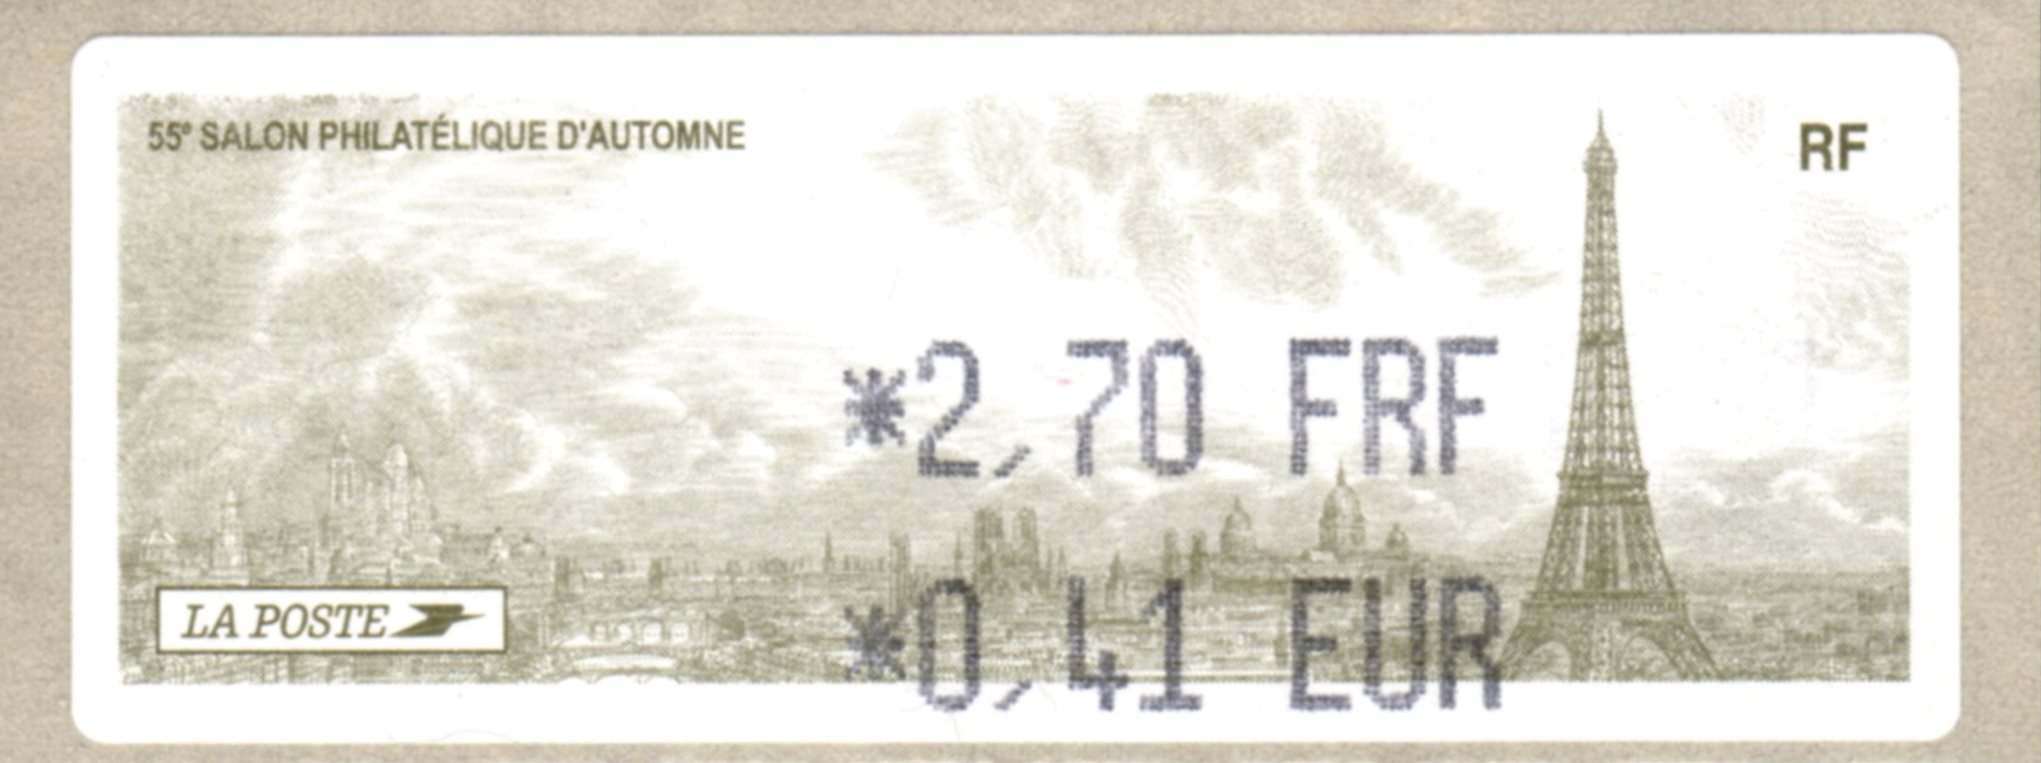 55e SALON PHILATÉLIQUE D'AUTOMNE
RF
*2,70 FRF
*0,41 EUR
LA POSTE